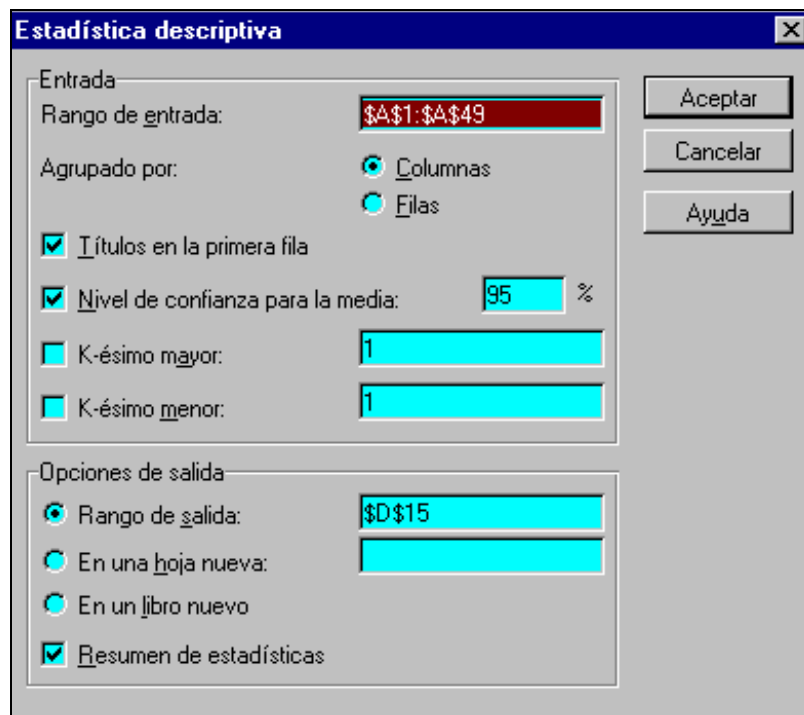 Estadística descriptiva
Entrada
Rango de entrada: $A$1:$A$49
Agrupado por: Columnas
Filas
Títulos en la primera fila
Nivel de confianza para la media: 95 %
K-ésimo mayor: 1
K-ésimo menor: 1
Opciones de salida
Rango de salida: $D$15
En una hoja nueva:
En un libro nuevo
Resumen de estadísticas
Aceptar
Cancelar
Ayuda